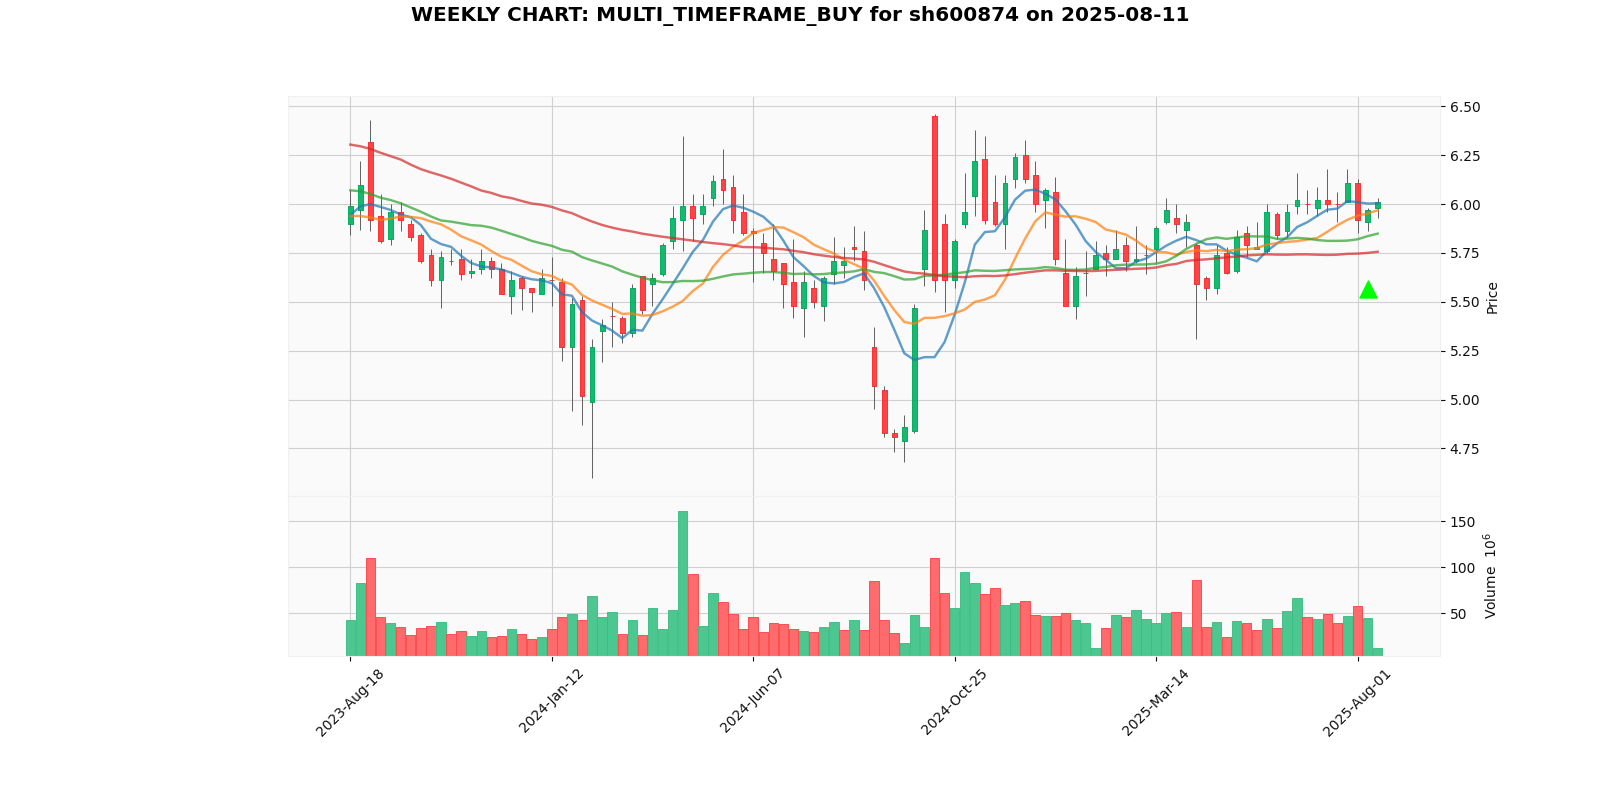 WEEKLY CHART: MULTI_TIMEFRAME_BUY for sh600874 on 2025-08-11
6.50
6.25
6.00
5.75
5.50
5.25
5.00
4.75
Price
150
100
50
Volume 10⁶
2023-Aug-18
2024-Jan-12
2024-Jun-07
2024-Oct-25
2025-Mar-14
2025-Aug-01